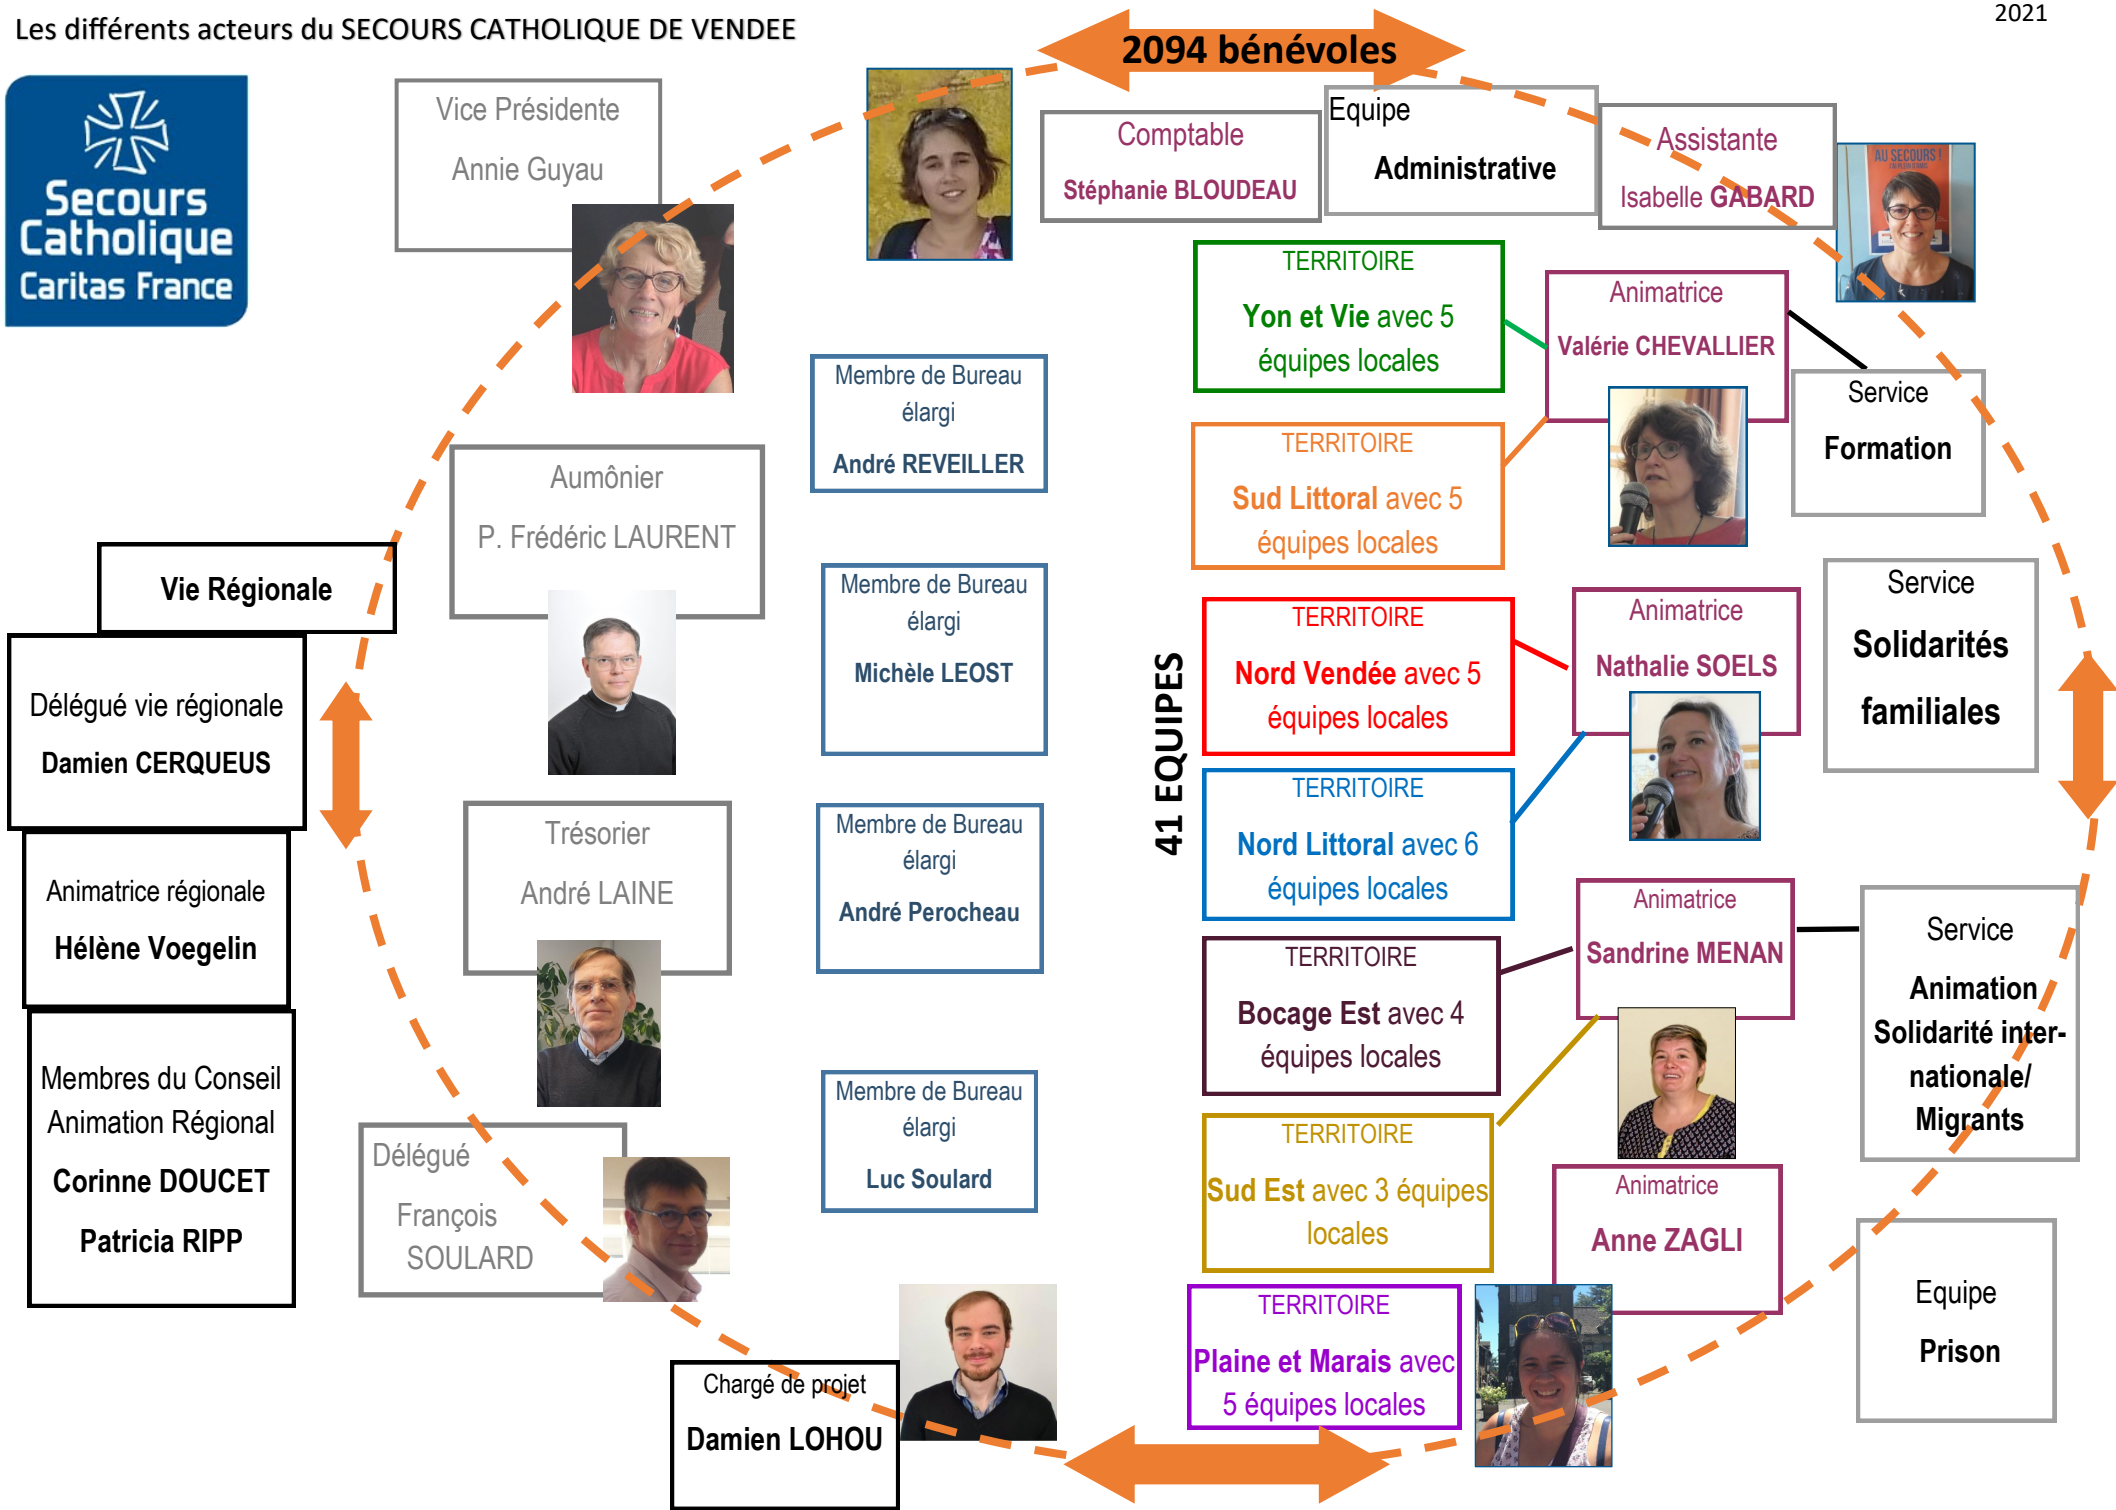 Les différents acteurs du SECOURS CATHOLIQUE DE VENDEE
2021
2094 bénévoles
Secours
Catholique
Caritas France
Vice Présidente
Annie Guyau
Comptable
Stéphanie BLOUDEAU
Equipe
Administrative
Assistante
Isabelle GABARD
AU SECOURS !
TERRITOIRE
Yon et Vie avec 5
équipes locales
Animatrice
Valérie CHEVALLIER
Service
Formation
Membre de Bureau
élargi
André REVEILLER
TERRITOIRE
Sud Littoral avec 5
équipes locales
Aumônier
P. Frédéric LAURENT
Vie Régionale
Délégué vie régionale
Damien CERQUEUS
Membre de Bureau
élargi
Michèle LEOST
41 EQUIPES
TERRITOIRE
Nord Vendée avec 5
équipes locales
Animatrice
Nathalie SOELS
Service
Solidarités
familiales
TERRITOIRE
Nord Littoral avec 6
équipes locales
Trésorier
André LAINE
Membre de Bureau
élargi
André Perocheau
Animatrice régionale
Hélène Voegelin
TERRITOIRE
Bocage Est avec 4
équipes locales
Animatrice
Sandrine MENAN
Service
Animation
Solidarité inter-
nationale/
Migrants
Membres du Conseil
Animation Régional
Corinne DOUCET
Patricia RIPP
Délégué
François
SOULARD
Membre de Bureau
élargi
Luc Soulard
TERRITOIRE
Sud Est avec 3 équipes
locales
Animatrice
Anne ZAGLI
Equipe
Prison
TERRITOIRE
Plaine et Marais avec
5 équipes locales
Chargé de projet
Damien LOHOU